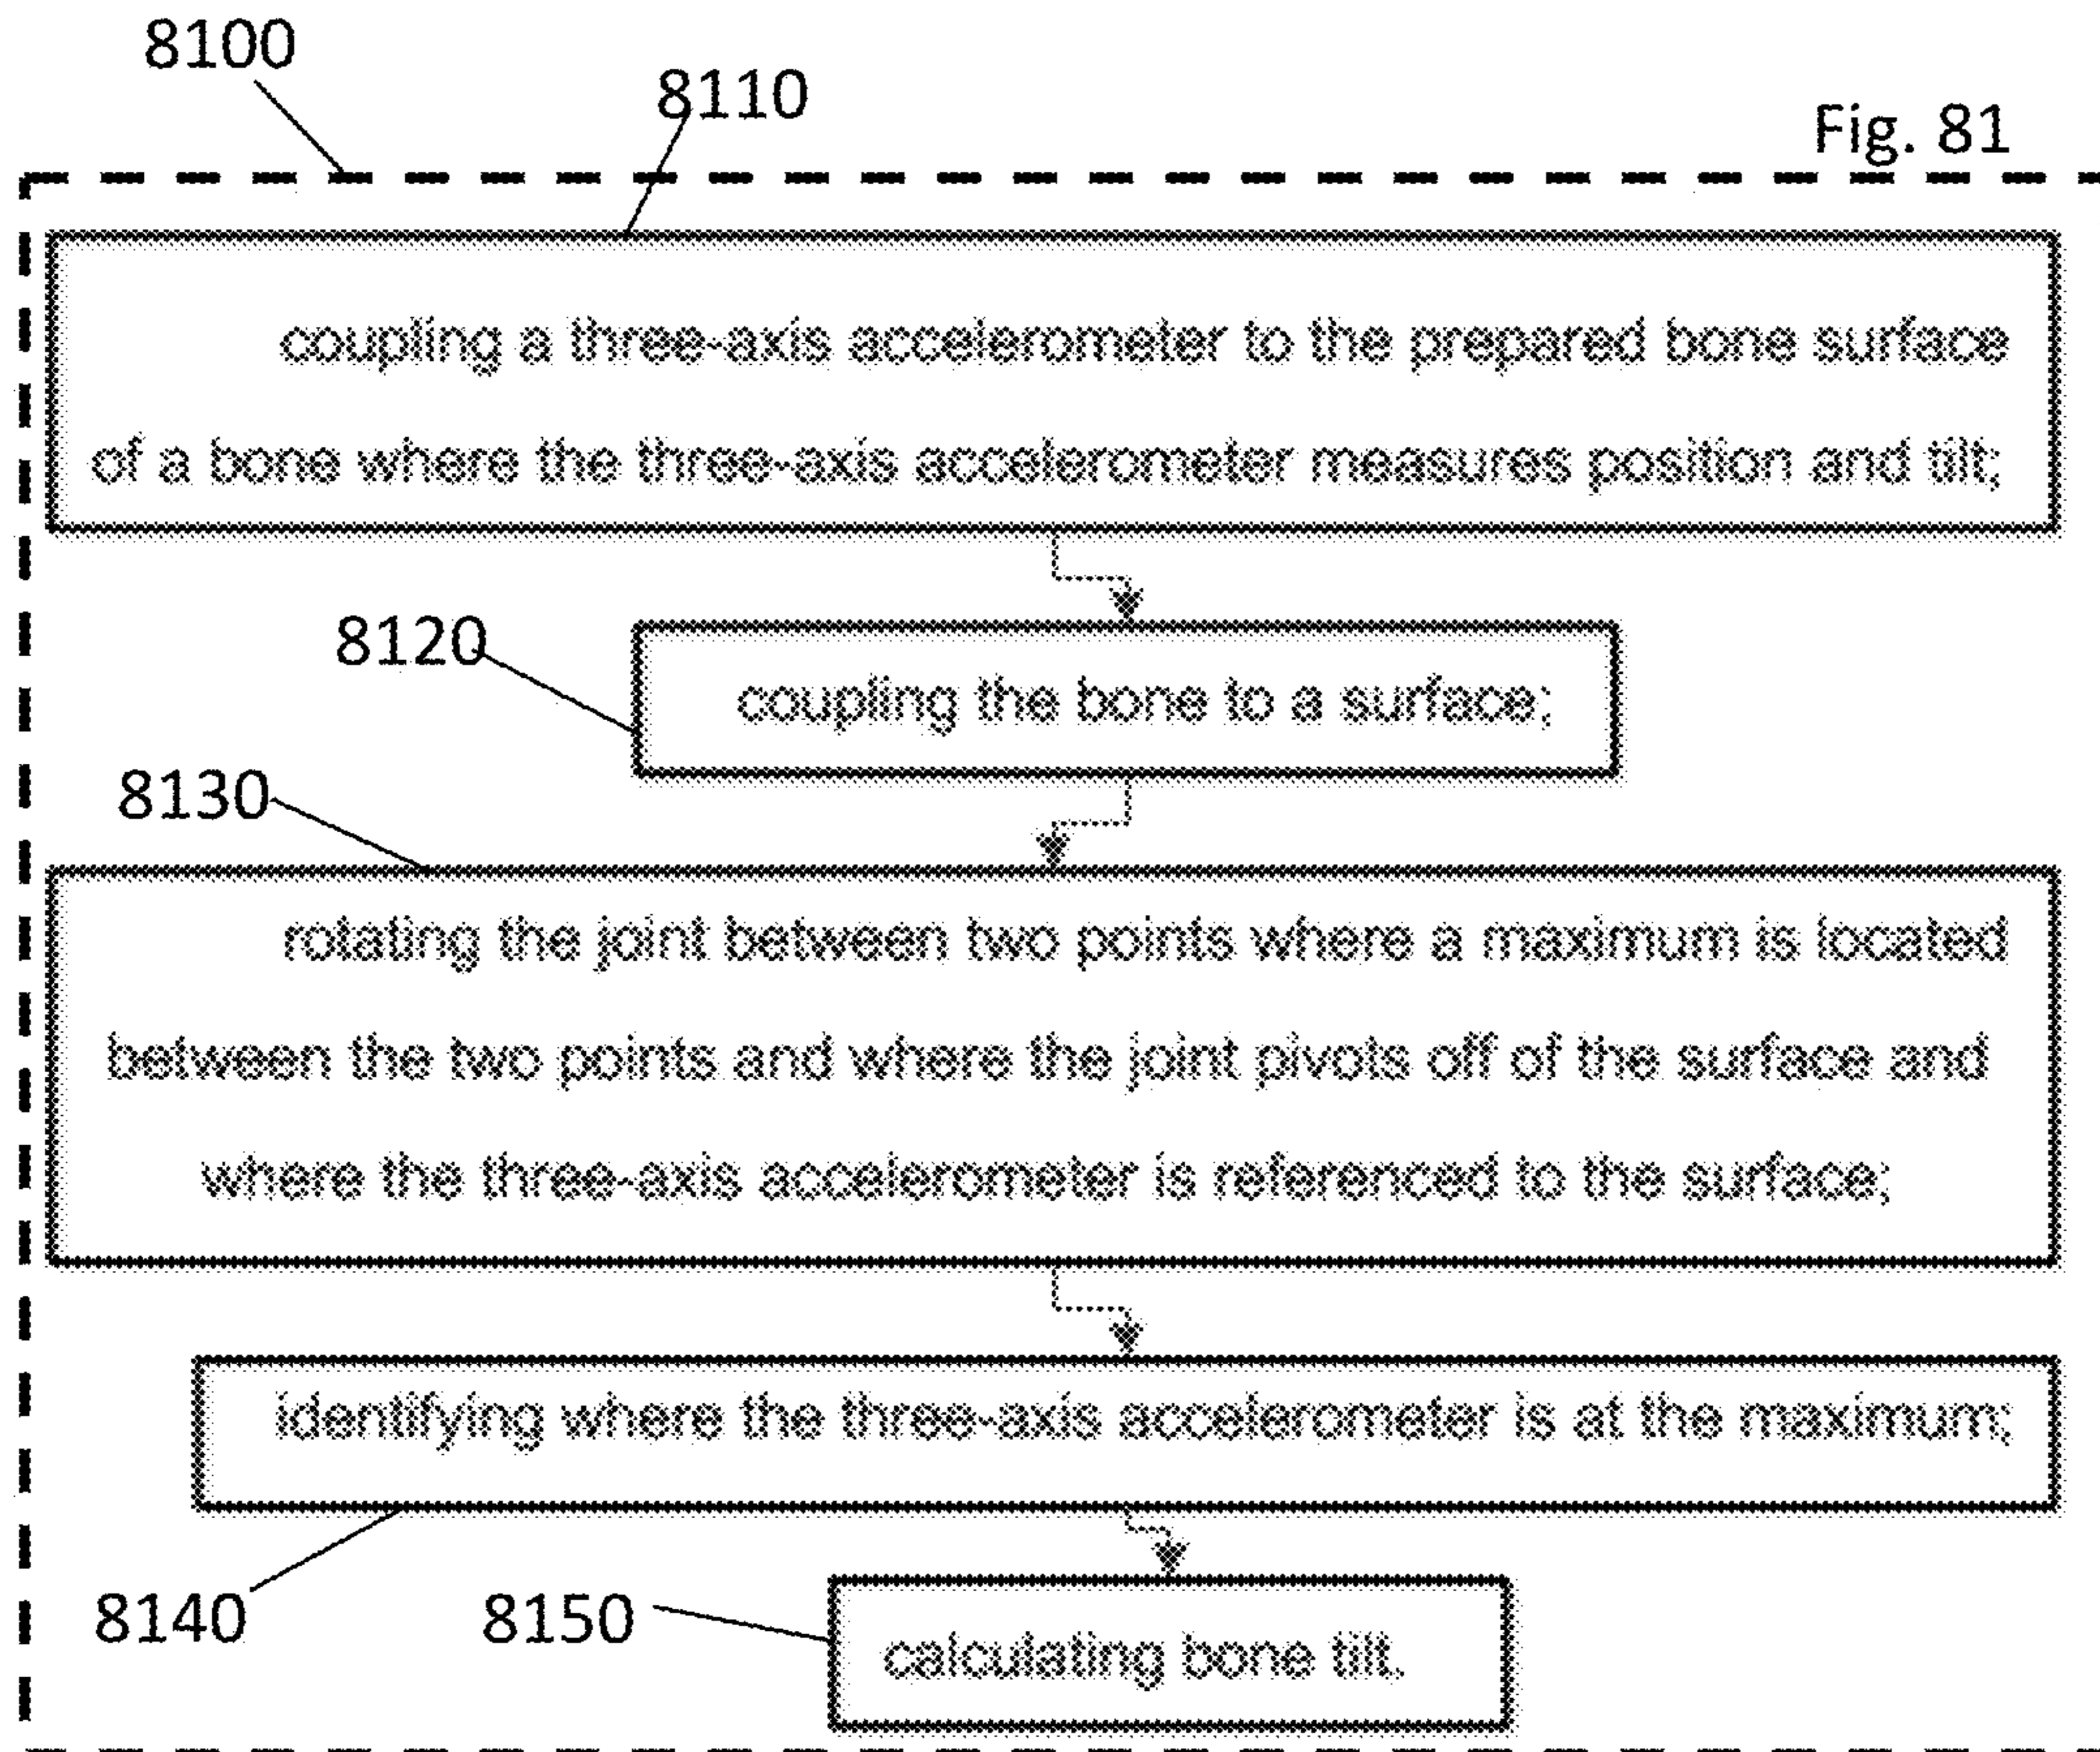 8100
8110
Fig. 81
coupling a three-axis accelerometer to the prepared bone surface
of a bone where the three-axis accelerometer measures position and tilt;
8120
coupling the bone to a surface;
8130
rotating the joint between two points where a maximum is located
between the two points and where the joint pivots off of the surface and
where the three-axis accelerometer is referenced to the surface;
identifying where the three-axis accelerometer is at the maximum;
8140
8150
calculating bone tilt.